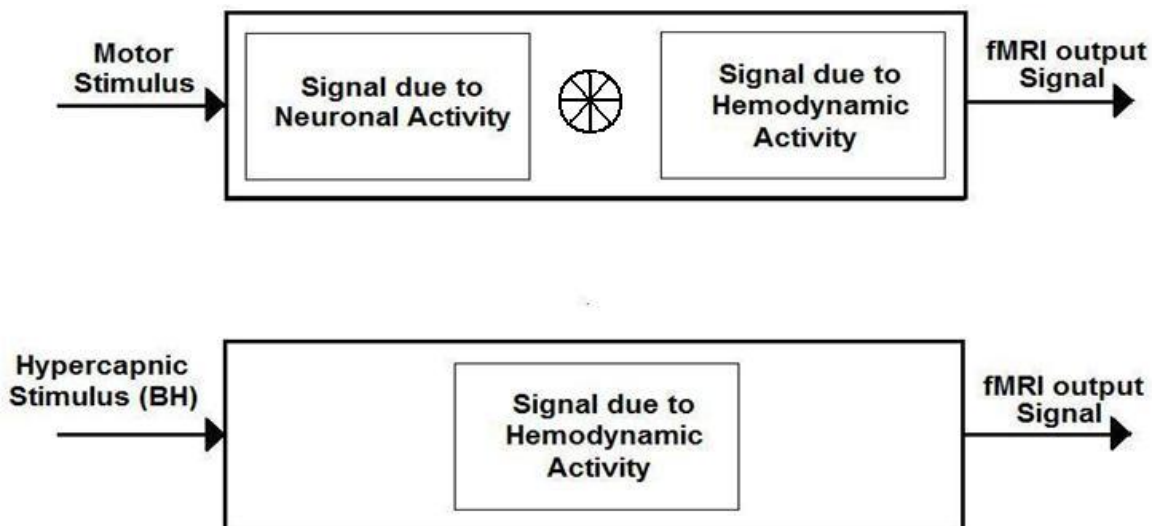 Motor
Stimulus
Signal due to
Neuronal Activity
Signal due to
Hemodynamic
Activity
fMRI output
Signal
Hypercapnic
Stimulus (BH)
Signal due to
Hemodynamic
Activity
fMRI output
Signal